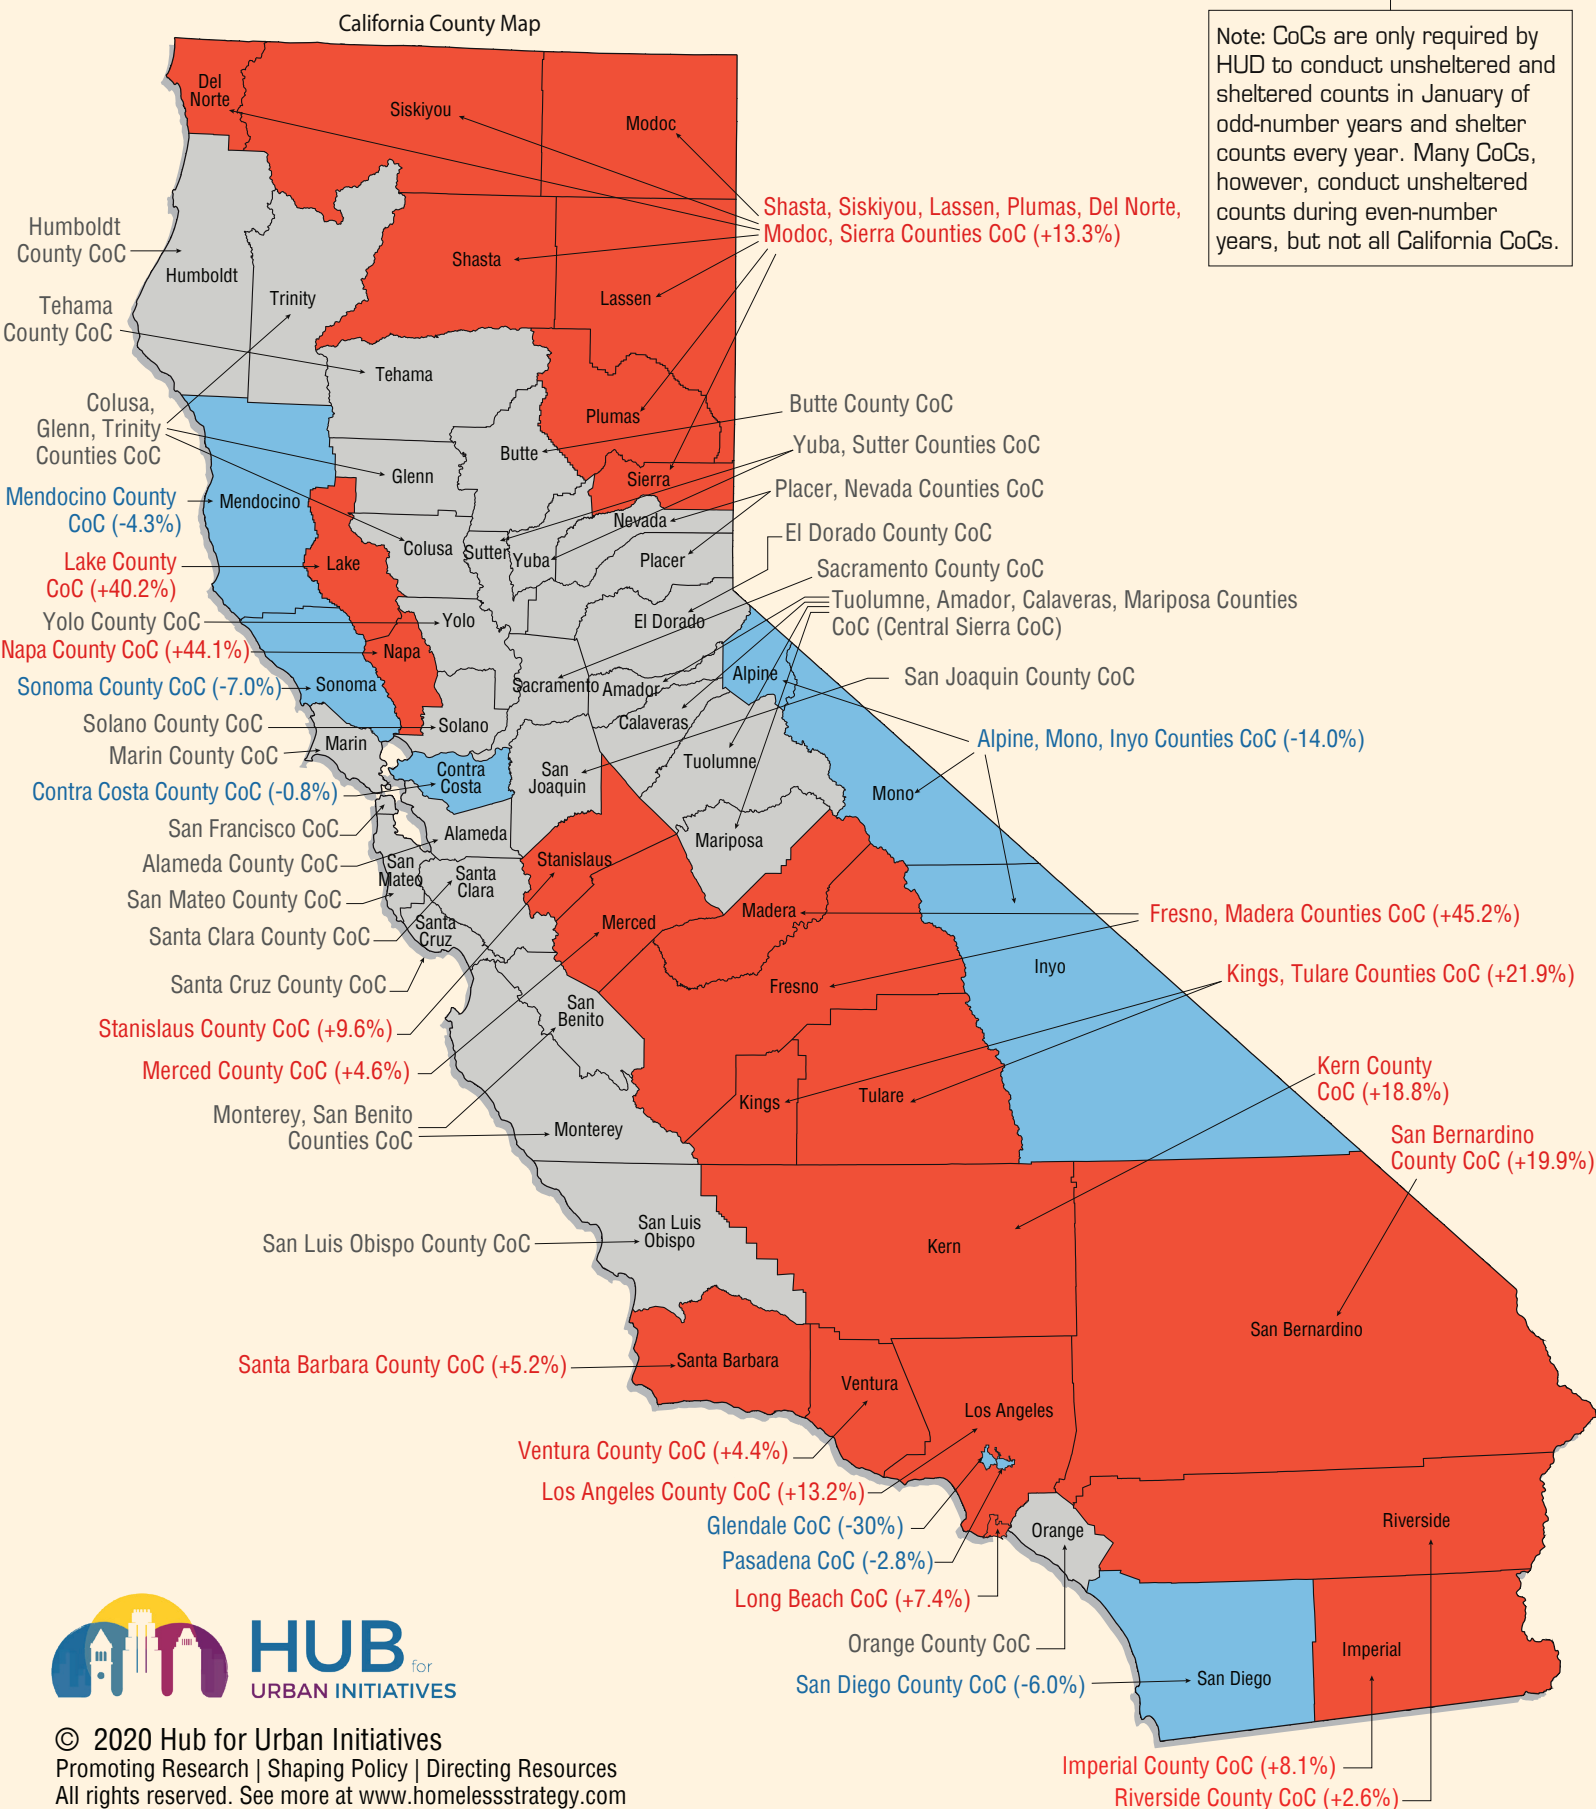 California County Map
Note: CoCs are only required by
HUD to conduct unsheltered and
sheltered counts in January of
odd-number years and shelter
counts every year. Many CoCs,
however, conduct unsheltered
counts during even-number
years, but not all California CoCs.
Del
Norte
Siskiyou
Modoc
Shasta, Siskiyou, Lassen, Plumas, Del Norte,
Modoc, Sierra Counties CoC (+13.3%)
Humboldt
County CoC
Humboldt
Trinity
Shasta
Lassen
Tehama
County CoC
Tehama
Colusa,
Glenn, Trinity
Counties CoC
Plumas
Butte County CoC
Butte
Yuba, Sutter Counties CoC
Glenn
Sierra
Placer, Nevada Counties CoC
Mendocino County
CoC (-4.3%)
Mendocino
Nevada
El Dorado County CoC
Colusa
Sutter
Yuba
Placer
Lake County
CoC (+40.2%)
Lake
Sacramento County CoC
Tuolumne, Amador, Calaveras, Mariposa Counties
CoC (Central Sierra CoC)
Yolo County CoC
Yolo
El Dorado
Napa County CoC (+44.1%)
Napa
Sonoma County CoC (-7.0%)
Sonoma
Sacramento
Amador
Alpine
San Joaquin County CoC
Solano County CoC
Solano
Calaveras
Marin County CoC
Marin
Alpine, Mono, Inyo Counties CoC (-14.0%)
Contra Costa County CoC (-0.8%)
Contra
Costa
San
Joaquin
Tuolumne
Mono
San Francisco CoC
Alameda
Mariposa
Alameda County CoC
San
Mateo
Stanislaus
San Mateo County CoC
Santa
Clara
Madera
Fresno, Madera Counties CoC (+45.2%)
Santa Clara County CoC
Santa
Cruz
Merced
Inyo
Kings, Tulare Counties CoC (+21.9%)
Santa Cruz County CoC
Fresno
San
Benito
Stanislaus County CoC (+9.6%)
Merced County CoC (+4.6%)
Kern County
CoC (+18.8%)
Kings
Tulare
Monterey, San Benito
Counties CoC
Monterey
San Bernardino
County CoC (+19.9%)
San Luis Obispo County CoC
San Luis
Obispo
Kern
San Bernardino
Santa Barbara County CoC (+5.2%)
Santa Barbara
Ventura
Los Angeles
Ventura County CoC (+4.4%)
Los Angeles County CoC (+13.2%)
Glendale CoC (-30%)
Orange
Riverside
Pasadena CoC (-2.8%)
Long Beach CoC (+7.4%)
Orange County CoC
San Diego County CoC (-6.0%)
San Diego
Imperial
Imperial County CoC (+8.1%)
Riverside County CoC (+2.6%)
HUB for
URBAN INITIATIVES
© 2020 Hub for Urban Initiatives
Promoting Research | Shaping Policy | Directing Resources
All rights reserved. See more at www.homelessstrategy.com